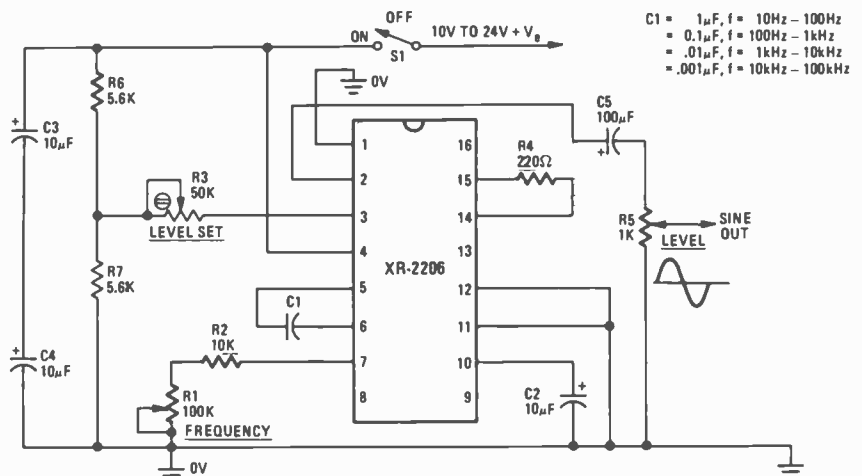 OFF
ON
S1
10V TO 24V + Ve
C1 = 1µF, f = 10Hz – 100Hz
= 0.1µF, f = 100Hz – 1kHz
= .01µF, f = 1kHz – 10kHz
= .001µF, f = 10kHz – 100kHz
0V
R6
5.6K
+
C3
10µF
C5
100µF
+
1
16
R4
220Ω
2
15
R3
50K
3
14
LEVEL SET
R5
1K
LEVEL
SINE
OUT
4
13
XR-2206
R7
5.6K
5
12
C1
6
11
R2
10K
7
10
+
C4
10µF
R1
100K
8
9
C2
10µF
+
FREQUENCY
0V